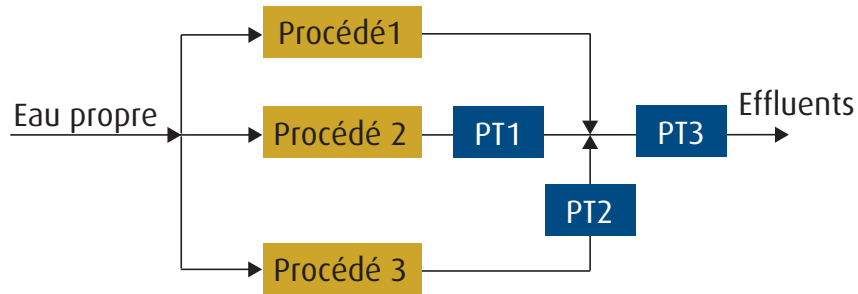 Procédé1
Eau propre
Procédé 2
PT1
PT3
Effluents
PT2
Procédé 3